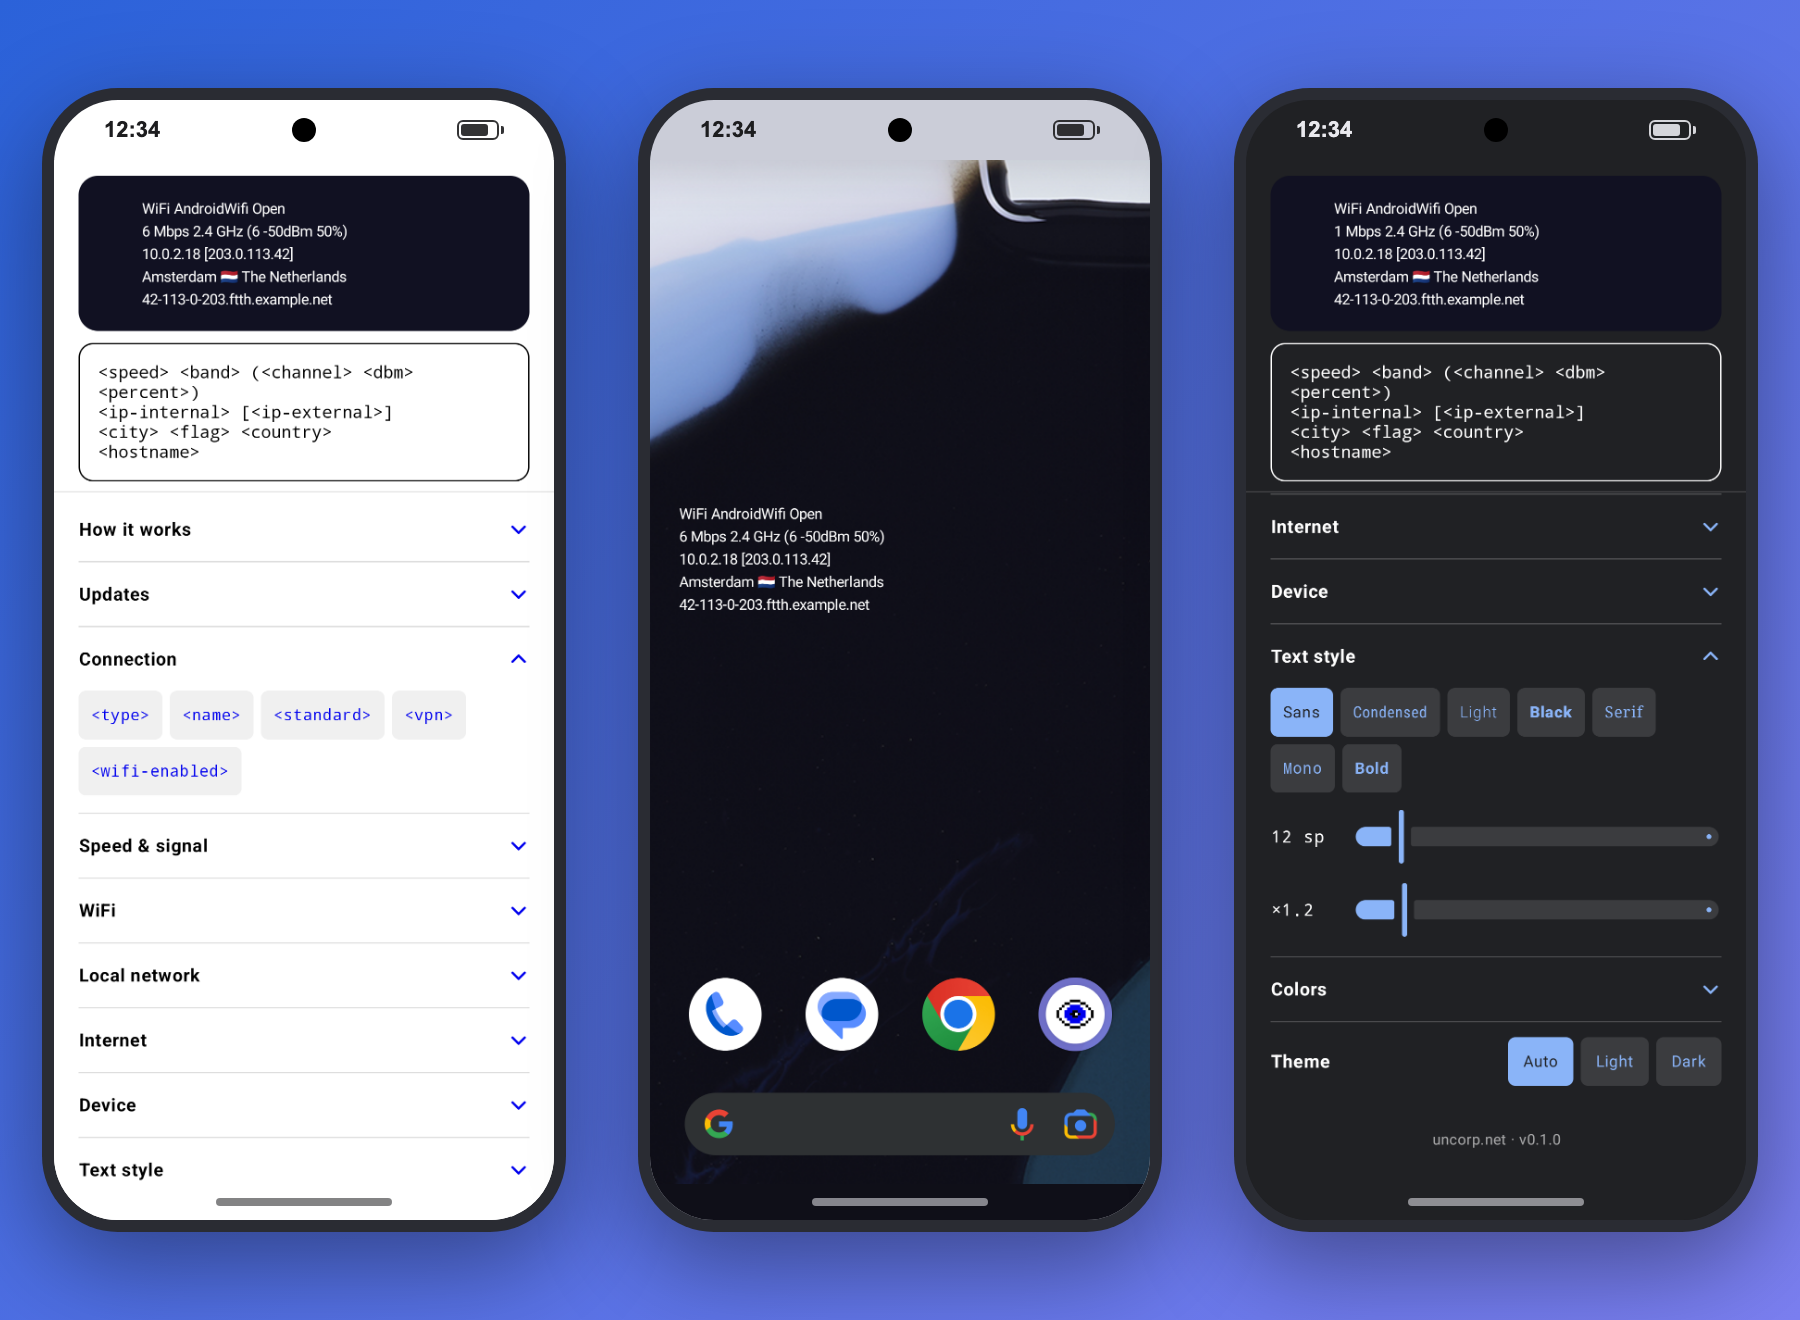 12:34
WiFi AndroidWifi Open
6 Mbps 2.4 GHz (6 -50dBm 50%)
10.0.2.18 [203.0.113.42]
Amsterdam 🇳🇱 The Netherlands
42-113-0-203.ftth.example.net
<speed> <band> (<channel> <dbm>
<percent>)
<ip-internal> [<ip-external>]
<city> <flag> <country>
<hostname>
How it works
Updates
Connection
<type> <name> <standard> <vpn>
<wifi-enabled>
Speed & signal
WiFi
Local network
Internet
Device
Text style
12:34
WiFi AndroidWifi Open
6 Mbps 2.4 GHz (6 -50dBm 50%)
10.0.2.18 [203.0.113.42]
Amsterdam 🇳🇱 The Netherlands
42-113-0-203.ftth.example.net
12:34
WiFi AndroidWifi Open
1 Mbps 2.4 GHz (6 -50dBm 50%)
10.0.2.18 [203.0.113.42]
Amsterdam 🇳🇱 The Netherlands
42-113-0-203.ftth.example.net
<speed> <band> (<channel> <dbm>
<percent>)
<ip-internal> [<ip-external>]
<city> <flag> <country>
<hostname>
Internet
Device
Text style
Sans Condensed Light Black Serif
Mono Bold
12 sp
×1.2
Colors
Theme Auto Light Dark
uncorp.net · v0.1.0